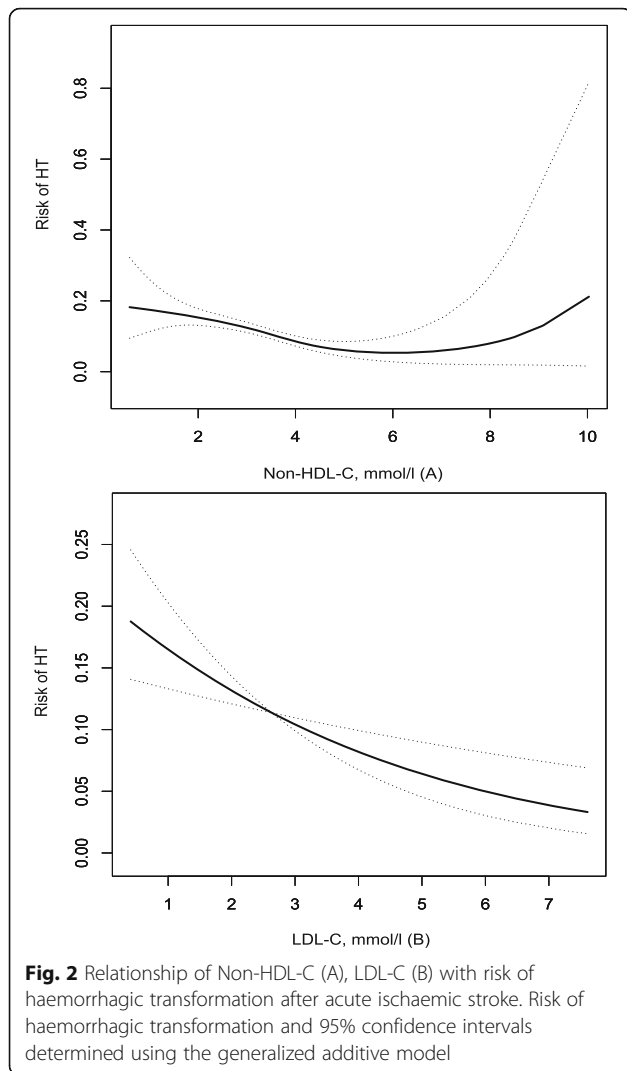 0.8
0.6
0.4
0.2
0.0
Risk of HT
2 4 6 8 10
Non-HDL-C, mmol/l (A)
0.25
0.20
0.15
0.10
0.05
0.00
Risk of HT
1 2 3 4 5 6 7
LDL-C, mmol/l (B)
Fig. 2 Relationship of Non-HDL-C (A), LDL-C (B) with risk of
haemorrhagic transformation after acute ischaemic stroke. Risk of
haemorrhagic transformation and 95% confidence intervals
determined using the generalized additive model